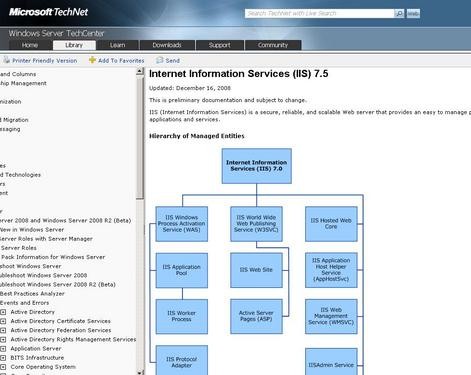 Microsoft TechNet
Search TechNet with Live Search
Web
Windows Server TechCenter
Home
Library
Learn
Downloads
Support
Community
Printer Friendly Version
Add To Favorites
Send
and Columns
ship Management
nization
d Migration
ssaging
es
d Technologies
rs
ent
r
erver 2008 and Windows Server 2008 R2 (Beta)
New in Windows Server
Server Roles with Server Manager
Server Roles
Pack Information for Windows Server
shoot Windows Server
ubleshoot Windows Server 2008
ubleshoot Windows Server 2008 R2 (Beta)
Best Practices Analyzer
Events and Errors
Active Directory
Active Directory Certificate Services
Active Directory Federation Services
Active Directory Rights Management Services
Application Server
BITS Infrastructure
Core Operating System
Internet Information Services (IIS) 7.5
Updated: December 16, 2008
This is preliminary documentation and subject to change.
IIS (Internet Information Services) is a secure, reliable, and scalable Web server that provides an easy to manage p
applications and services.
Hierarchy of Managed Entities
Internet Information
Services (IIS) 7.0
IIS Windows
Process Activation
Service (WAS)
IIS World Wide
Web Publishing
Service (W3SVC)
IIS Hosted Web
Core
IIS Application
Pool
IIS Web Site
IIS Application
Host Helper
Service
(AppHostSvc)
IIS Worker
Process
Active Server
Pages (ASP)
IIS Web
Management
Service (WMSVC)
IIS Protocol
Adapter
IISAdmin Service